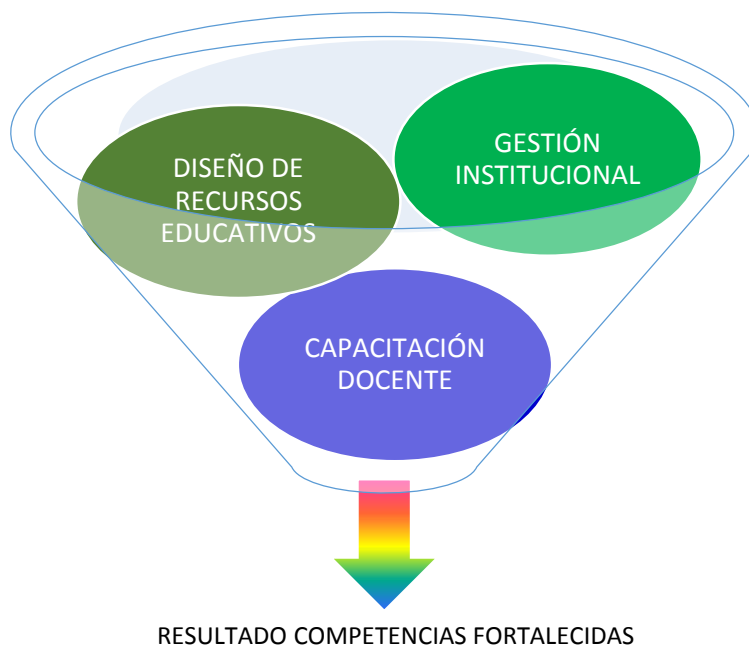 DISEÑO DE
RECURSOS
EDUCATIVOS
GESTIÓN
INSTITUCIONAL
CAPACITACIÓN
DOCENTE
RESULTADO COMPETENCIAS FORTALECIDAS